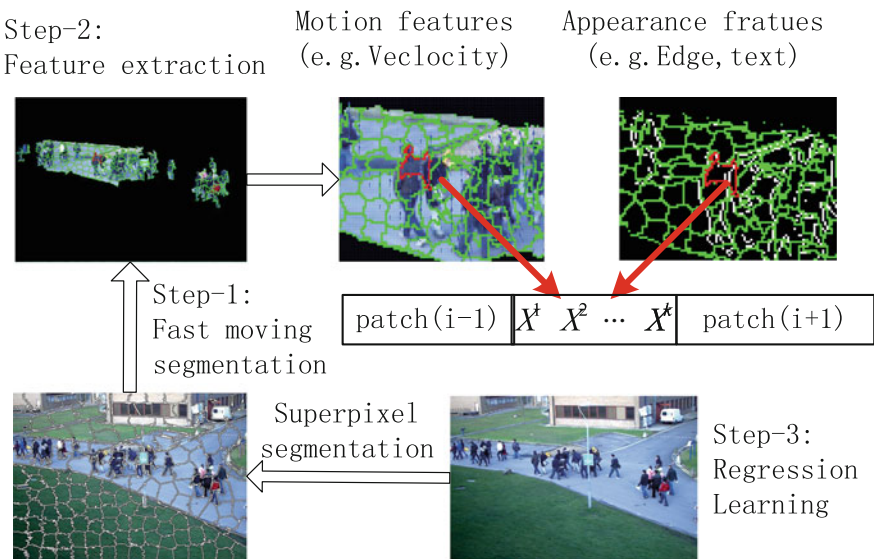 Step-2:
Feature extraction
Motion features
(e.g.Veclocity)
Appearance fratues
(e.g.Edge,text)
Step-1:
Fast moving
segmentation
patch(i-1) X¹ X² ··· Xᵏ patch(i+1)
Superpixel
segmentation
Step-3:
Regression
Learning